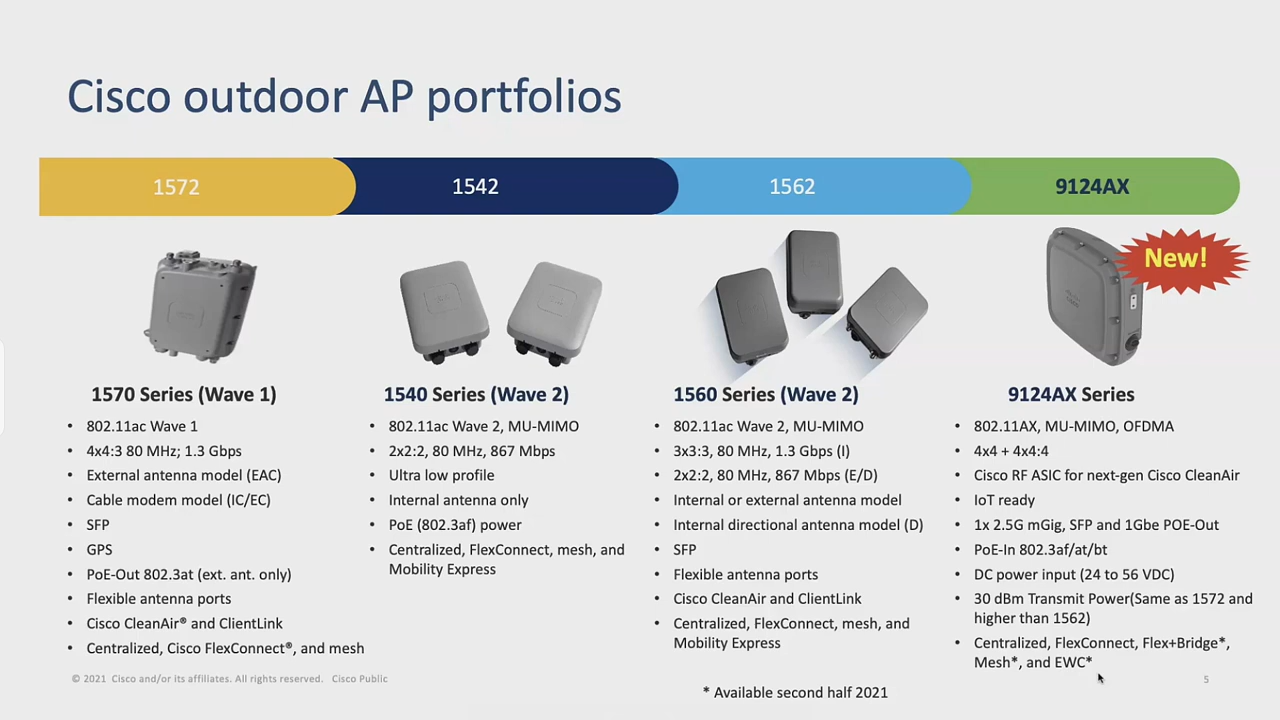 Cisco outdoor AP portfolios
1572
1542
1562
9124AX
New!
1570 Series (Wave 1)
• 802.11ac Wave 1
• 4x4:3 80 MHz; 1.3 Gbps
• External antenna model (EAC)
• Cable modem model (IC/EC)
• SFP
• GPS
• PoE-Out 802.3at (ext. ant. only)
• Flexible antenna ports
• Cisco CleanAir® and ClientLink
• Centralized, Cisco FlexConnect®, and mesh
1540 Series (Wave 2)
• 802.11ac Wave 2, MU-MIMO
• 2x2:2, 80 MHz, 867 Mbps
• Ultra low profile
• Internal antenna only
• PoE (802.3af) power
• Centralized, FlexConnect, mesh, and
Mobility Express
1560 Series (Wave 2)
• 802.11ac Wave 2, MU-MIMO
• 3x3:3, 80 MHz, 1.3 Gbps (I)
• 2x2:2, 80 MHz, 867 Mbps (E/D)
• Internal or external antenna model
• Internal directional antenna model (D)
• SFP
• Flexible antenna ports
• Cisco CleanAir and ClientLink
• Centralized, FlexConnect, mesh, and
Mobility Express
9124AX Series
• 802.11AX, MU-MIMO, OFDMA
• 4x4 + 4x4:4
• Cisco RF ASIC for next-gen Cisco CleanAir
• IoT ready
• 1x 2.5G mGig, SFP and 1Gbe POE-Out
• PoE-In 802.3af/at/bt
• DC power input (24 to 56 VDC)
• 30 dBm Transmit Power(Same as 1572 and
higher than 1562)
• Centralized, FlexConnect, Flex+Bridge*,
Mesh*, and EWC*
© 2021 Cisco and/or its affiliates. All rights reserved. Cisco Public
5
* Available second half 2021